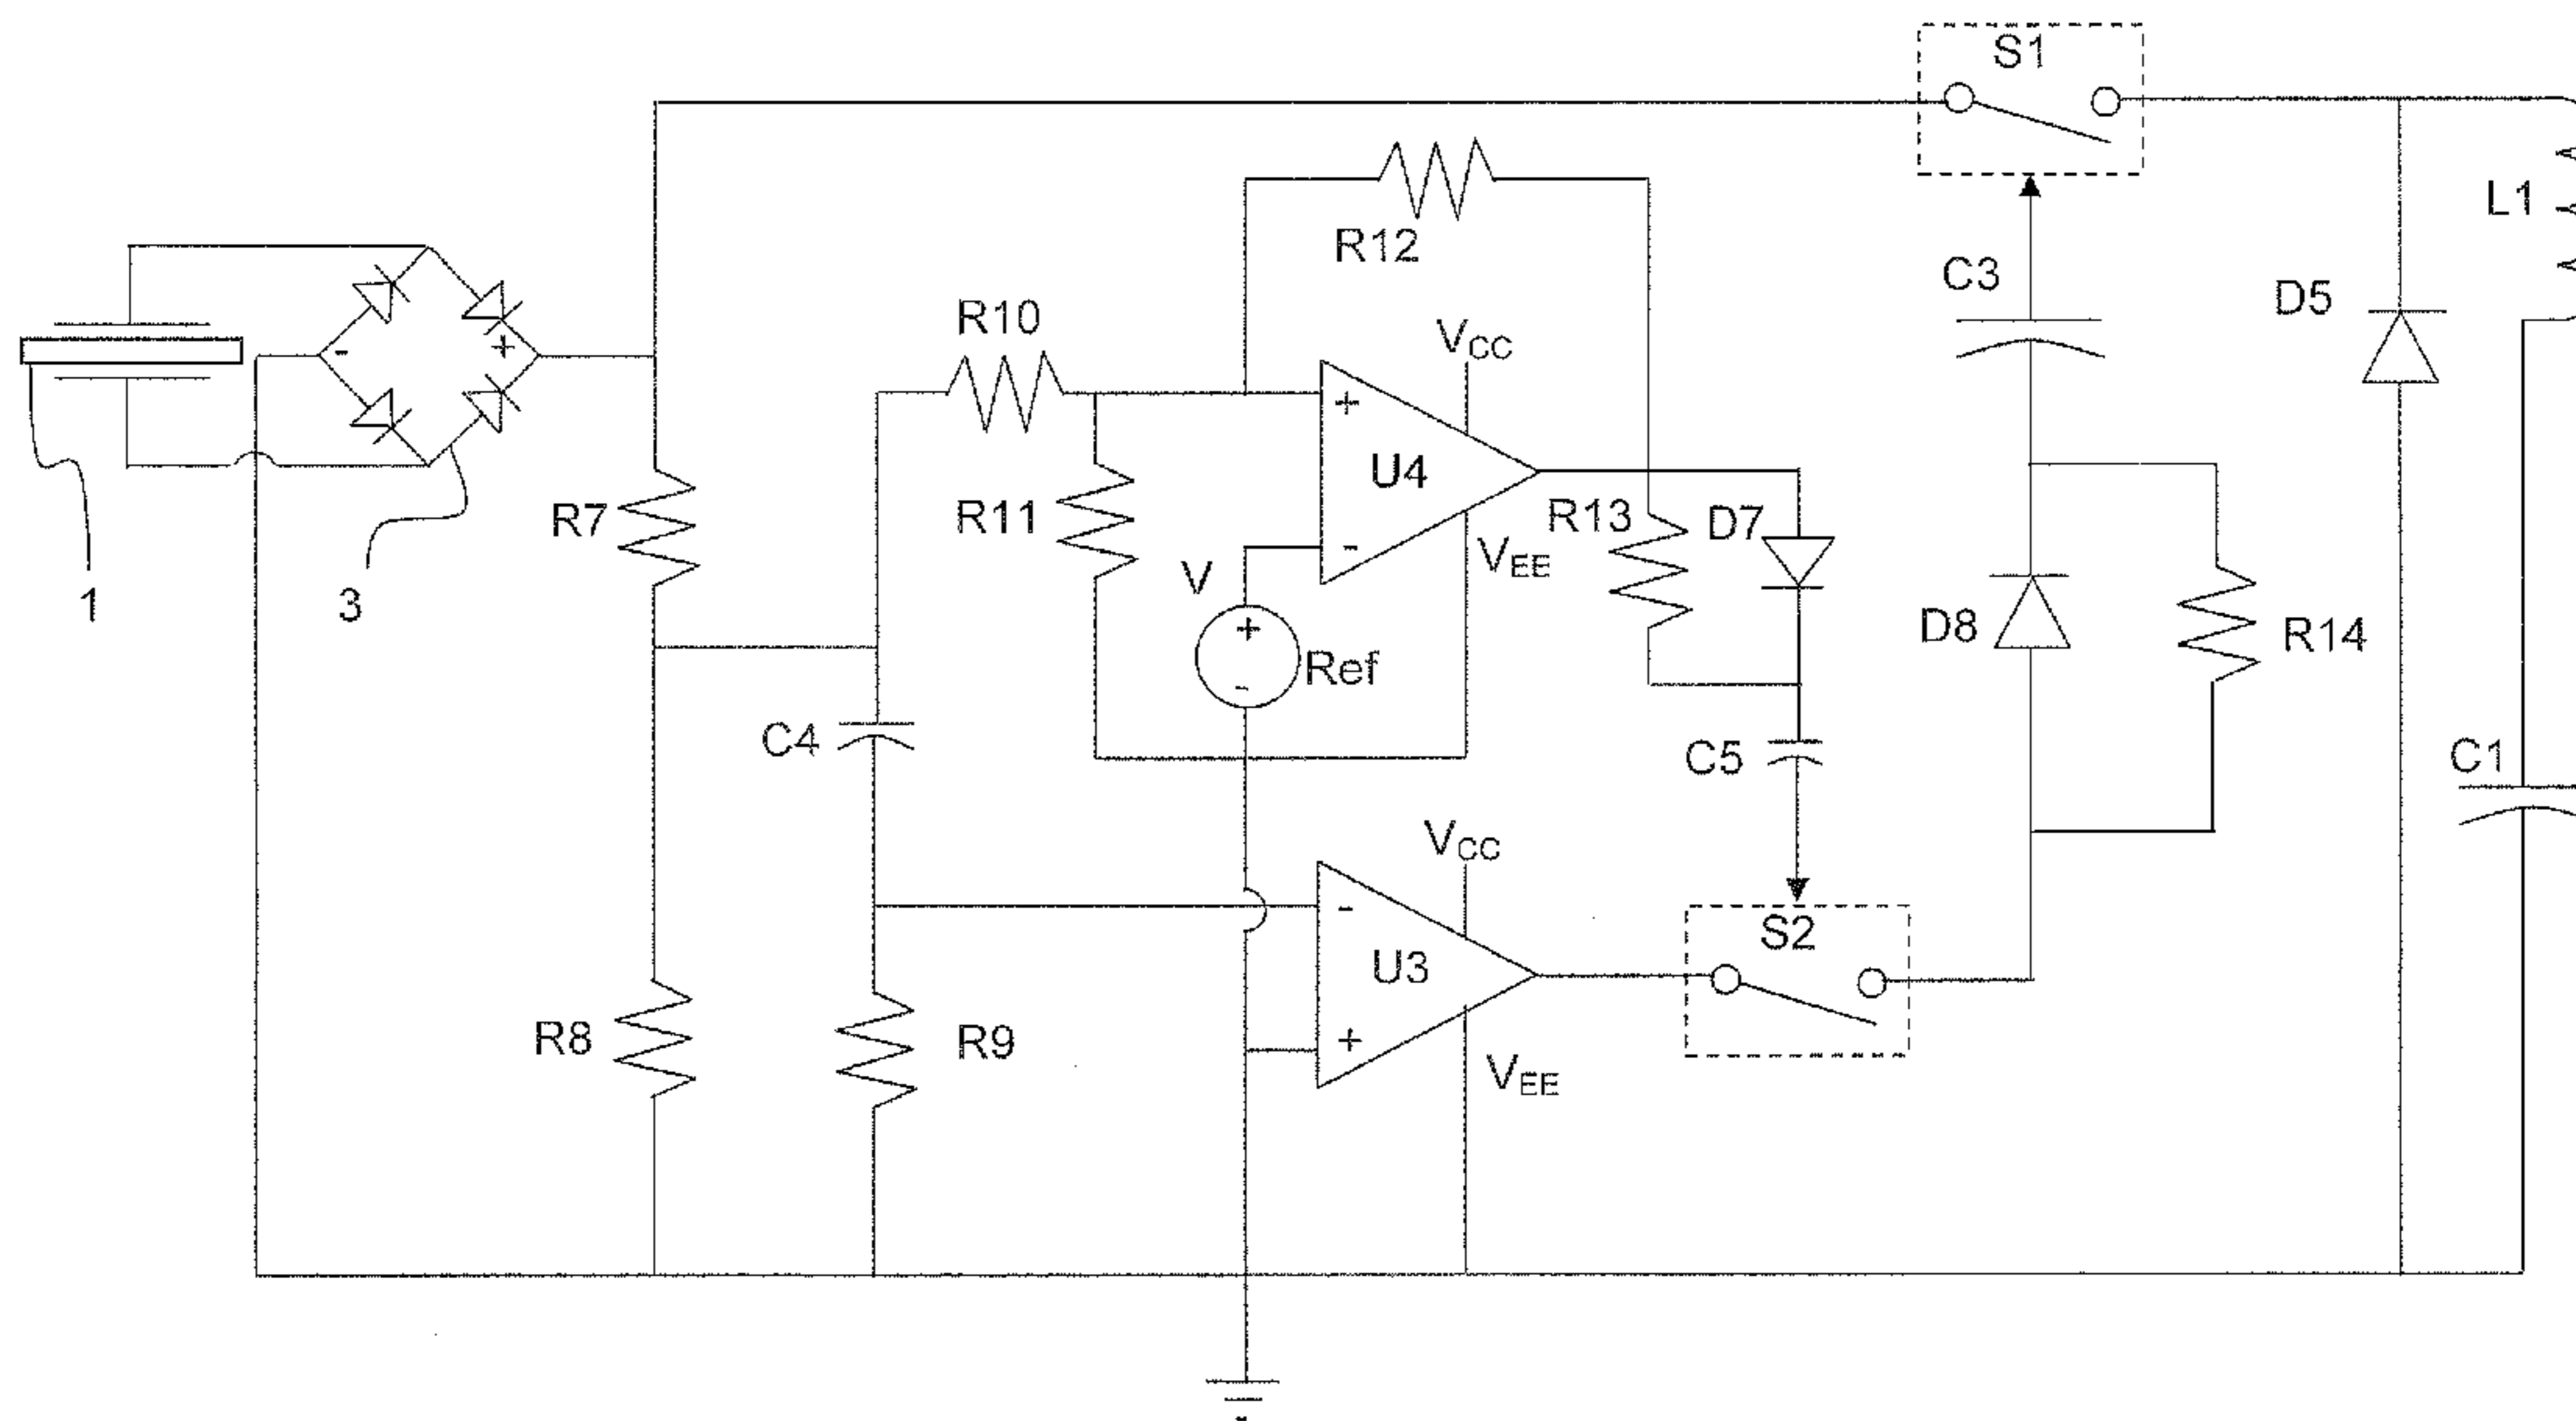 S1
L1
R12
C3
D5
R10
VCC
+
-
+
U4
R11
R13
D7
R7
-
VEE
V
1
3
+
Ref
-
D8
R14
C4
C5
C1
VCC
-
S2
U3
R8
R9
+
VEE